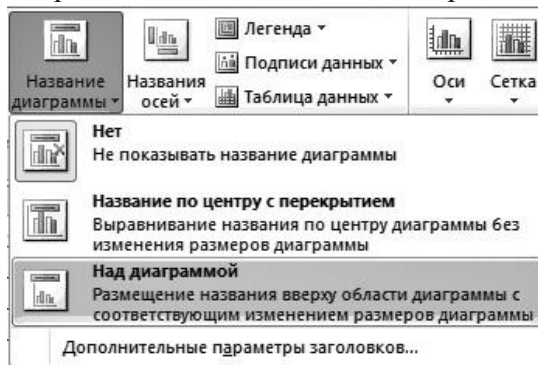 Легенда
Название диаграммы
Названия осей
Подписи данных
Таблица данных
Оси
Сетка
Нет
Не показывать название диаграммы
Название по центру с перекрытием
Выравнивание названия по центру диаграммы без
изменения размеров диаграммы
Над диаграммой
Размещение названия вверху области диаграммы с
соответствующим изменением размеров диаграммы
Дополнительные параметры заголовков...